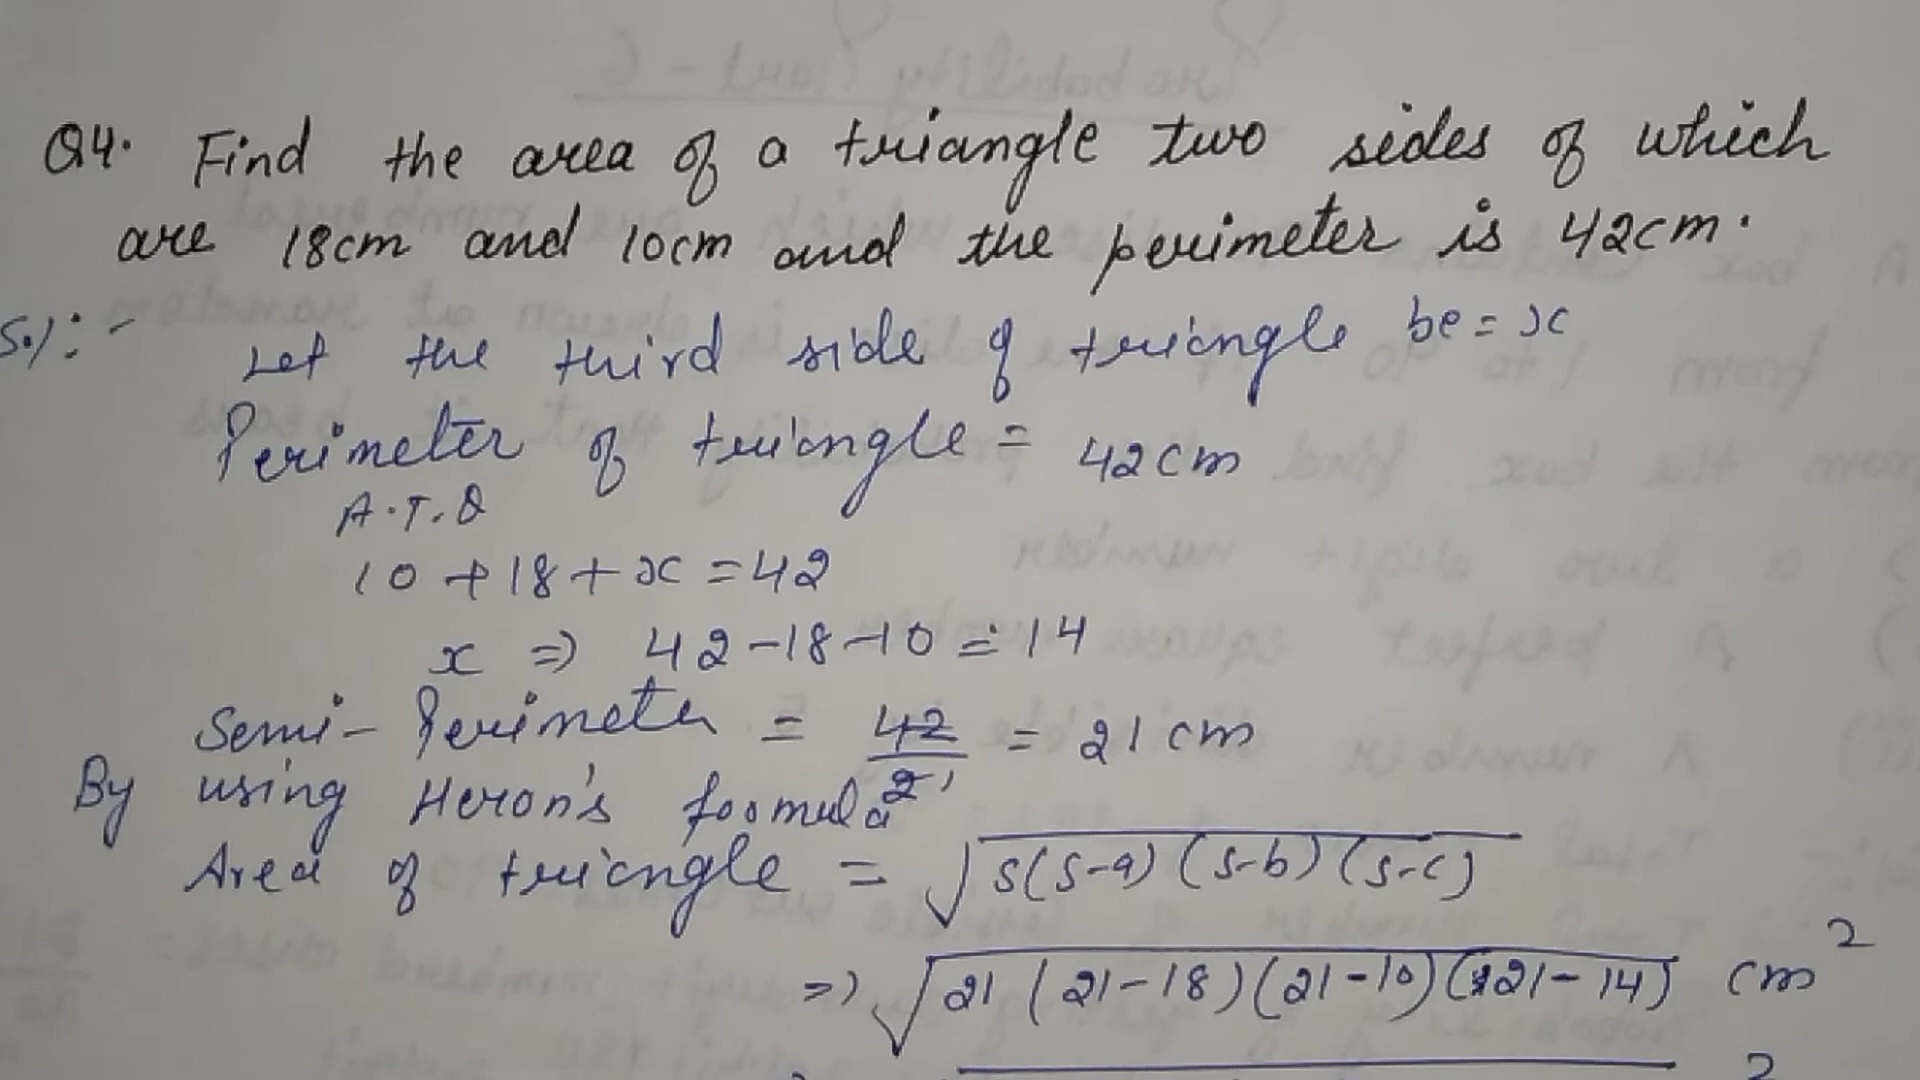 Q4. Find the area of a triangle two sides of which
are 18cm and 10cm and the perimeter is 42cm.
Sol:-
Let the third side of triangle be = x
Perimeter of triangle = 42cm
A.T.Q
10 + 18 + x = 42
x => 42-18-10 = 14
Semi-Perimeter = 42/2 = 21 cm
By using Heron's formula
Area of triangle = √s(s-a) (s-b) (s-c)
=> √21 (21-18) (21-10) (21-14) cm²
2